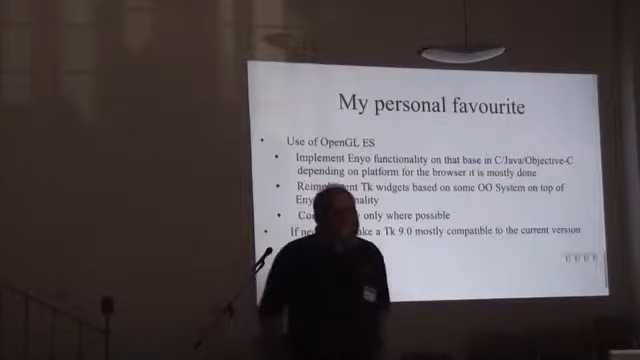 My personal favourite
• Use of OpenGL ES
• Implement Enyo functionality on that base in C/Java/Objective-C
depending on platform for the browser it is mostly done
• Tk widgets based on some OO System on top of
• only where possible
• If a Tk 9.0 mostly compatible to the current version